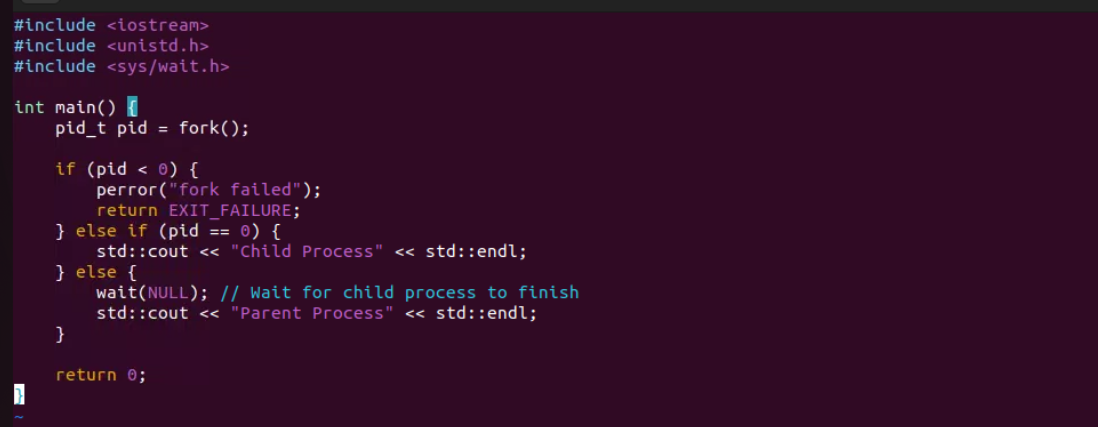 #include <iostream>
#include <unistd.h>
#include <sys/wait.h>

int main() {
    pid_t pid = fork();

    if (pid < 0) {
        perror("fork failed");
        return EXIT_FAILURE;
    } else if (pid == 0) {
        std::cout << "Child Process" << std::endl;
    } else {
        wait(NULL); // Wait for child process to finish
        std::cout << "Parent Process" << std::endl;
    }

    return 0;
}
~